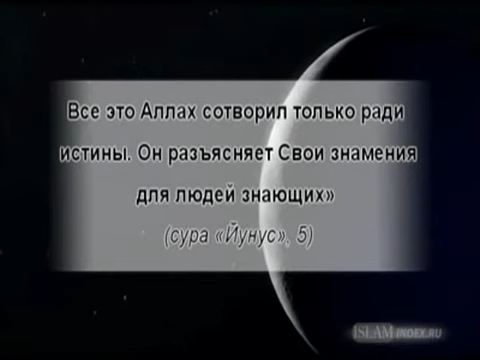 Все это Аллах сотворил только ради
истины. Он разъясняет Свои знамения
для людей знающих»
(сура «Йунус», 5)
ISLAM INDEX.RU